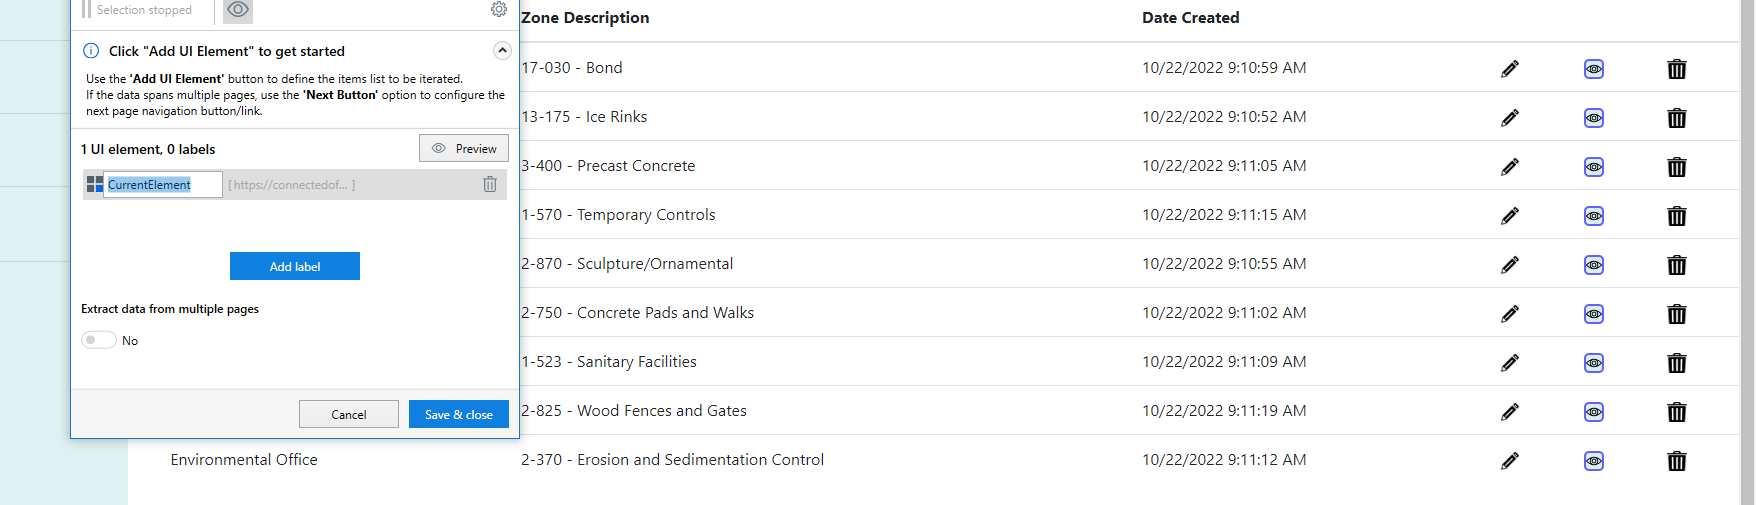 Selection stopped
Click "Add UI Element" to get started
Use the 'Add UI Element' button to define the items list to be iterated.
If the data spans multiple pages, use the 'Next Button' option to configure the
next page navigation button/link.
1 UI element, 0 labels
Preview
CurrentElement [ https://connectedof... ]
Add label
Extract data from multiple pages
No
Cancel
Save & close
Zone Description Date Created
17-030 - Bond 10/22/2022 9:10:59 AM
13-175 - Ice Rinks 10/22/2022 9:10:52 AM
3-400 - Precast Concrete 10/22/2022 9:11:05 AM
1-570 - Temporary Controls 10/22/2022 9:11:15 AM
2-870 - Sculpture/Ornamental 10/22/2022 9:10:55 AM
2-750 - Concrete Pads and Walks 10/22/2022 9:11:02 AM
1-523 - Sanitary Facilities 10/22/2022 9:11:09 AM
2-825 - Wood Fences and Gates 10/22/2022 9:11:19 AM
Environmental Office 2-370 - Erosion and Sedimentation Control 10/22/2022 9:11:12 AM